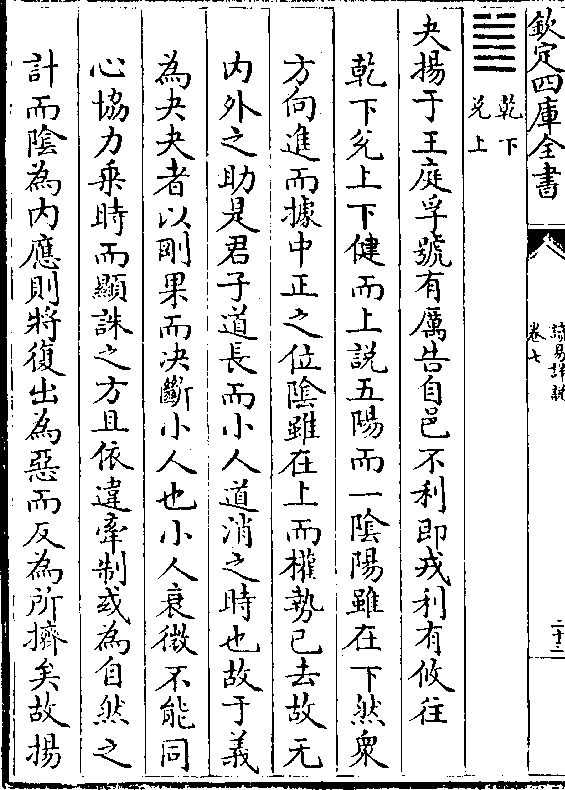 欽定四庫全書
讀易詳說
卷七
二十二
乾下
兌上
夬揚于王庭孚號有厲告自邑不利即戎利有攸往
乾下兌上下健而上說五陽而一陰陽雖在下然衆
方向進而據中正之位陰雖在上而權勢已去故无
内外之助是君子道長而小人道消之時也故于義
為夬夬者以剛果而决斷小人也小人衰微不能同
心協力乘時而顯誅之方且依違牽制或為自然之
計而陰為内應則將復出為惡而反為所擠矣故揚